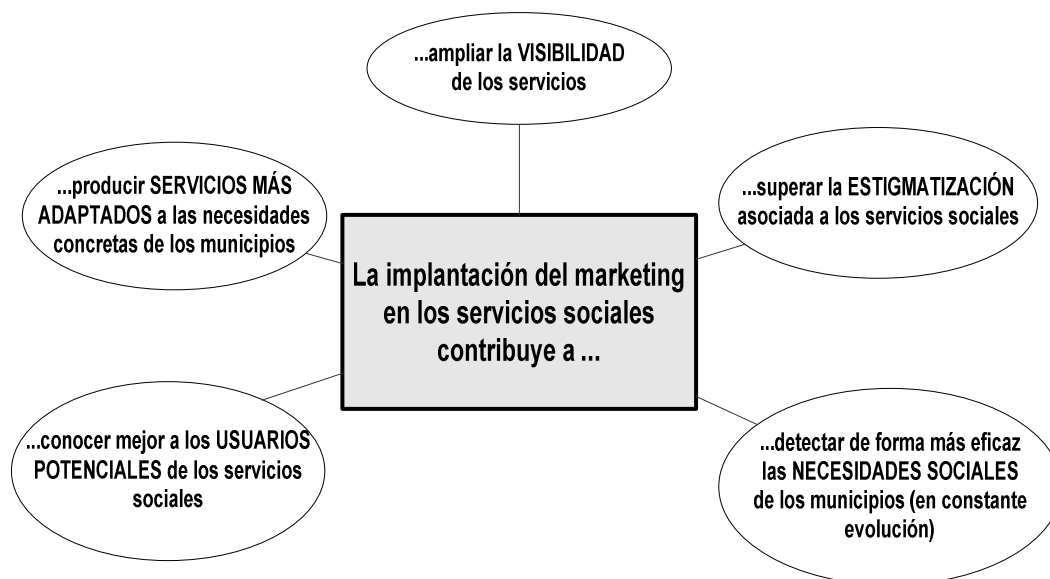 ...ampliar la VISIBILIDAD
de los servicios
...producir SERVICIOS MÁS
ADAPTADOS a las necesidades
concretas de los municipios
...superar la ESTIGMATIZACIÓN
asociada a los servicios sociales
La implantación del marketing
en los servicios sociales
contribuye a ...
...conocer mejor a los USUARIOS
POTENCIALES de los servicios
sociales
...detectar de forma más eficaz
las NECESIDADES SOCIALES
de los municipios (en constante
evolución)